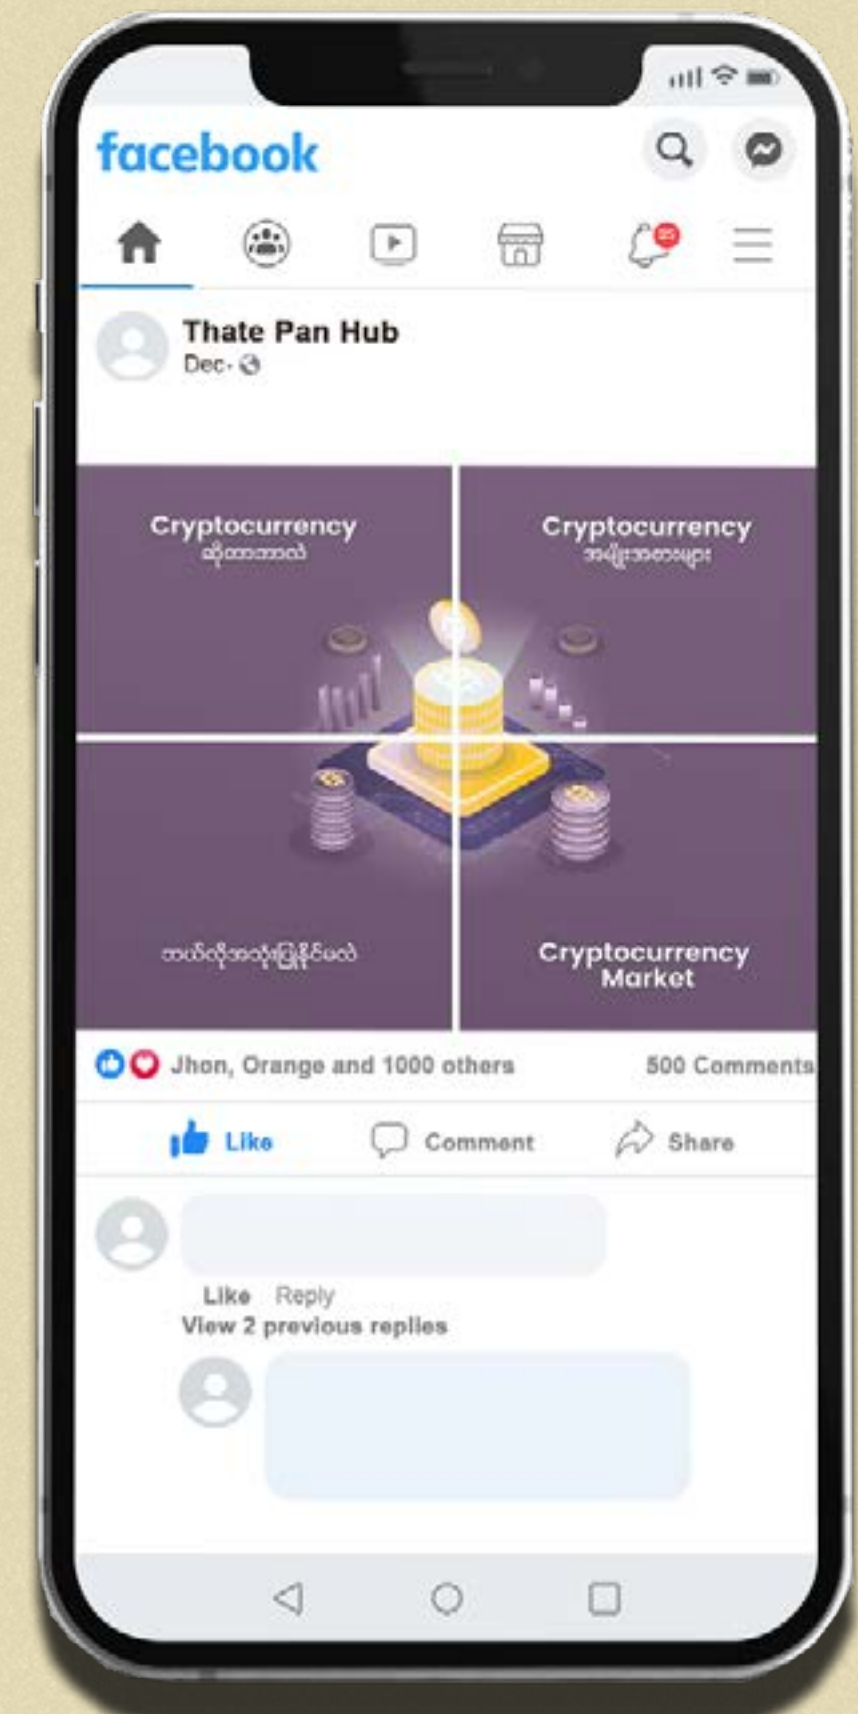 facebook
25
Thate Pan Hub
Dec·
Cryptocurrency
ဆိုတာဘာလဲ
Cryptocurrency
အမျိုးအစားများ
ဘယ်လိုအသုံးပြုနိုင်မလဲ
Cryptocurrency
Market
Jhon, Orange and 1000 others
500 Comments
Like
Comment
Share
Like Reply
View 2 previous replies